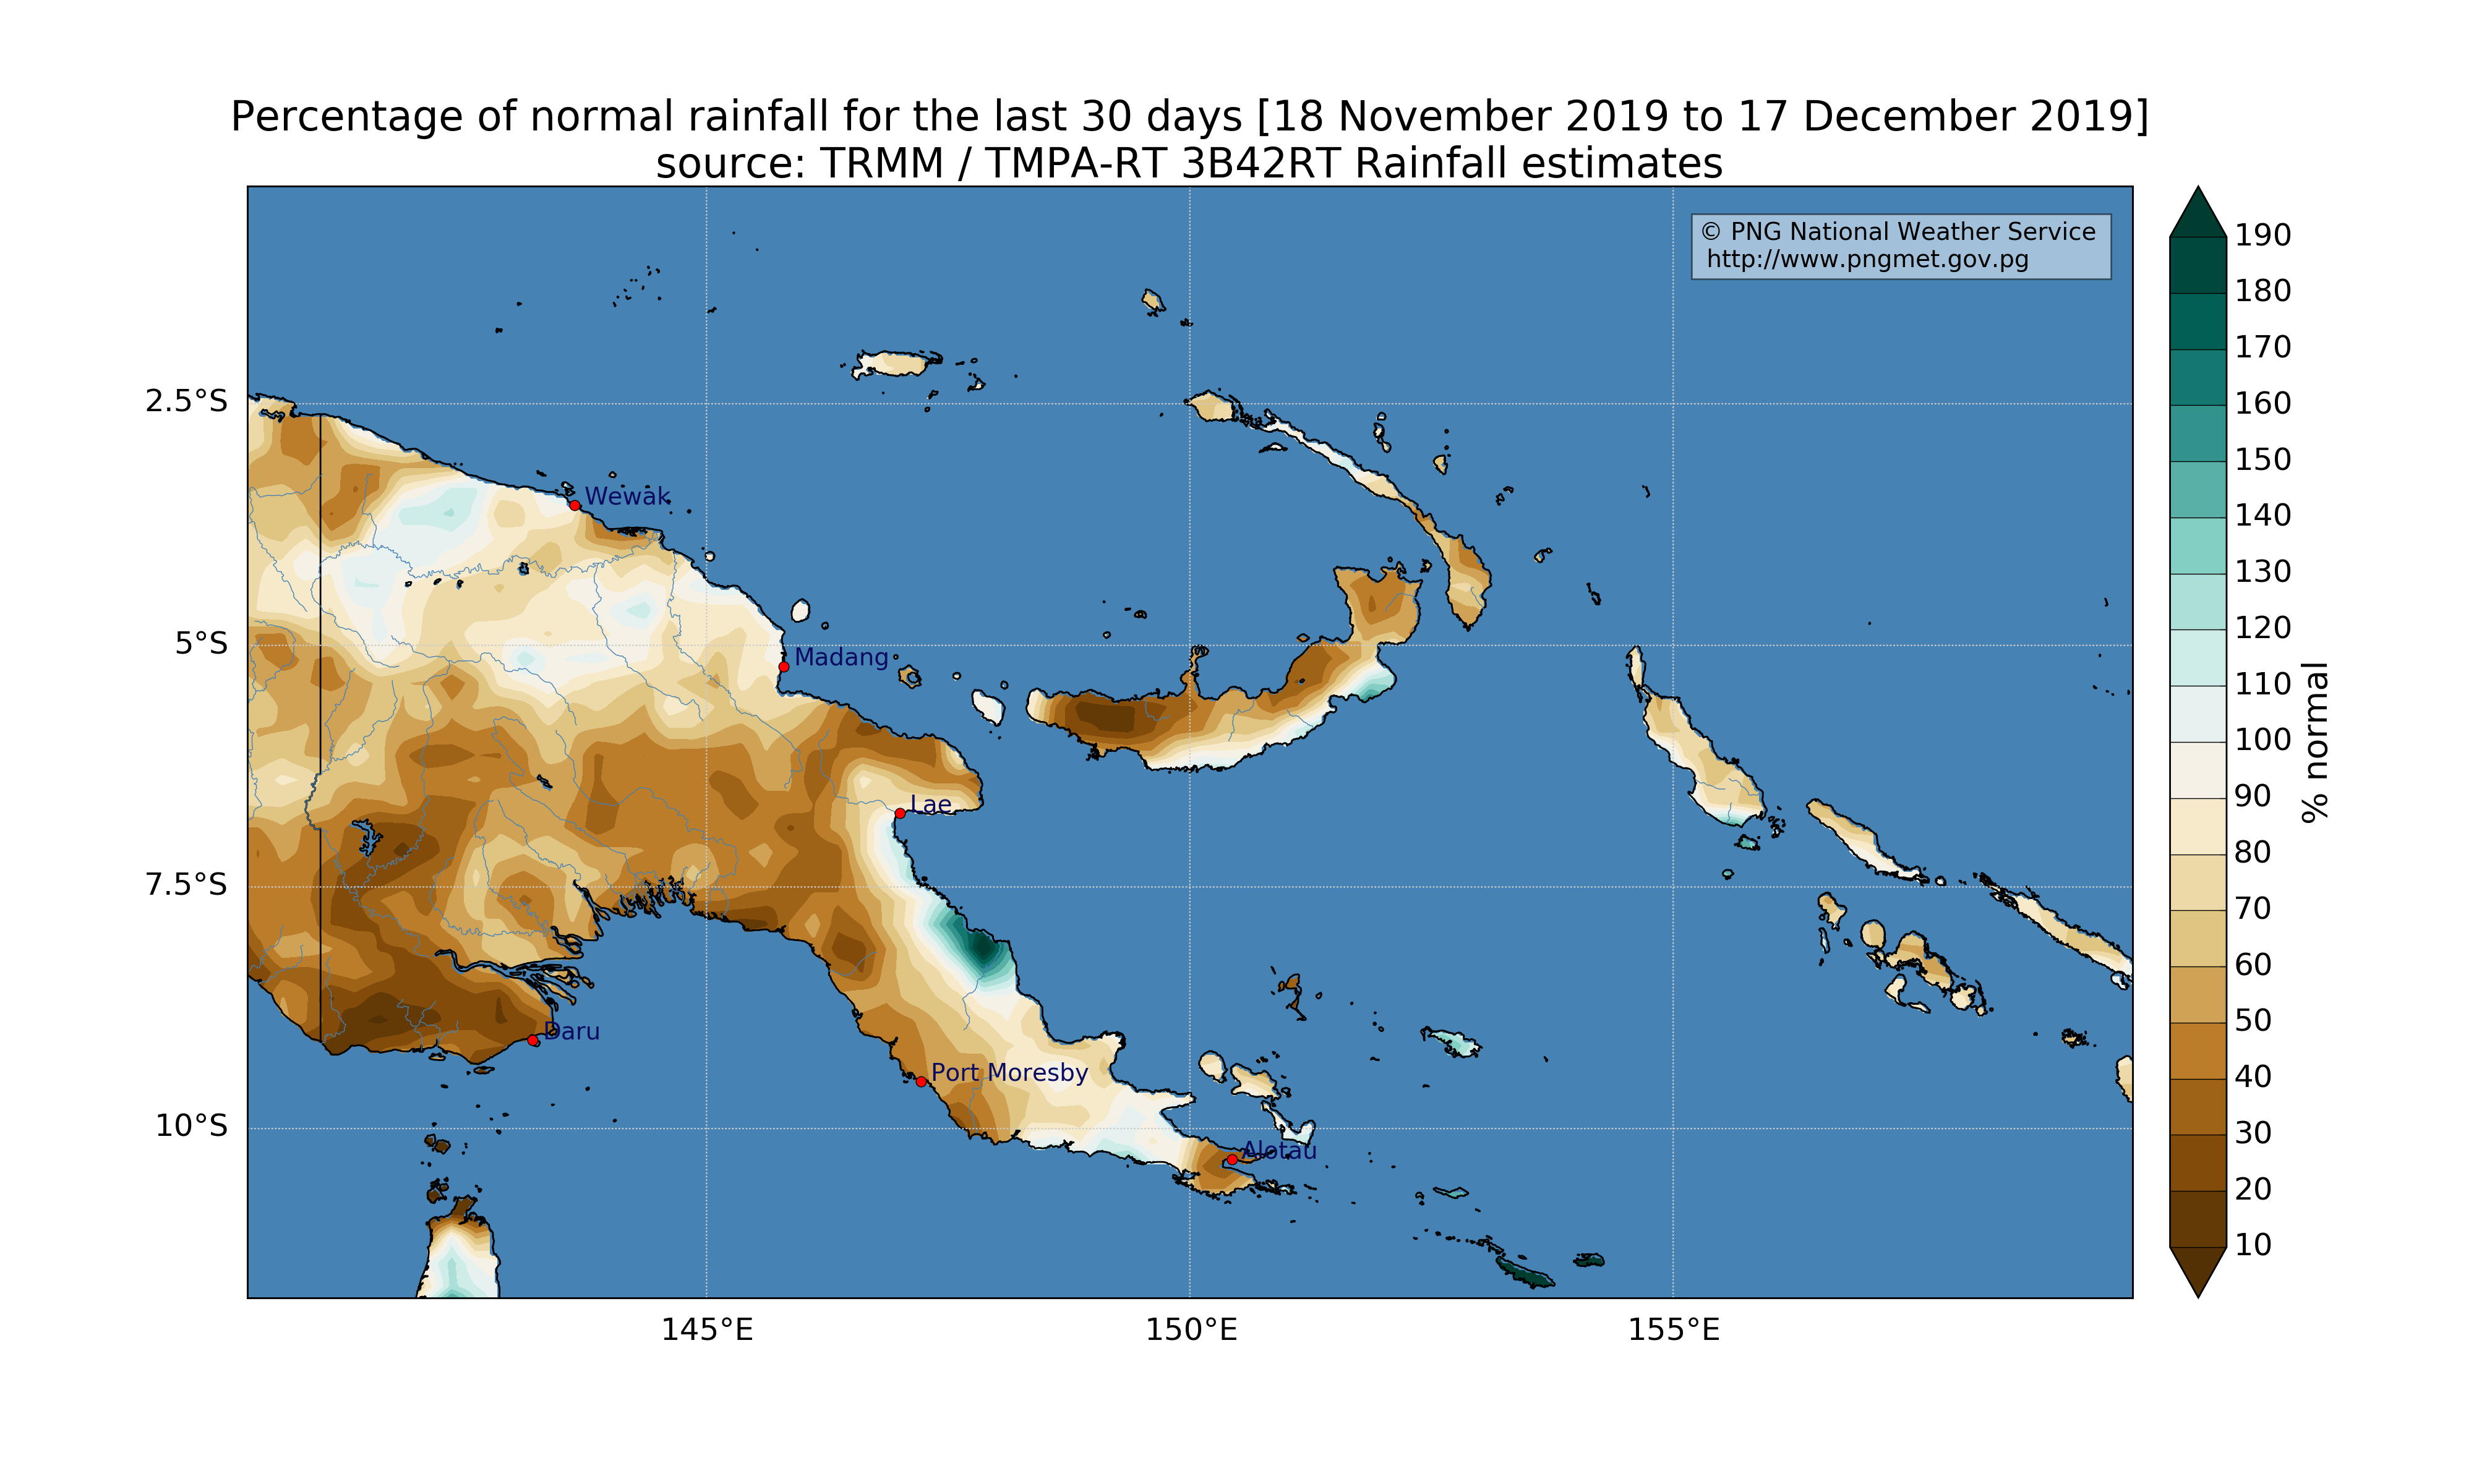 Percentage of normal rainfall for the last 30 days [18 November 2019 to 17 December 2019]
source: TRMM / TMPA-RT 3B42RT Rainfall estimates
© PNG National Weather Service
http://www.pngmet.gov.pg
2.5°S
5°S
7.5°S
10°S
Wewak
Madang
Lae
Daru
Port Moresby
Alotau
145°E
150°E
155°E
190
180
170
160
150
140
130
120
110
100
90
80
70
60
50
40
30
20
10
% normal